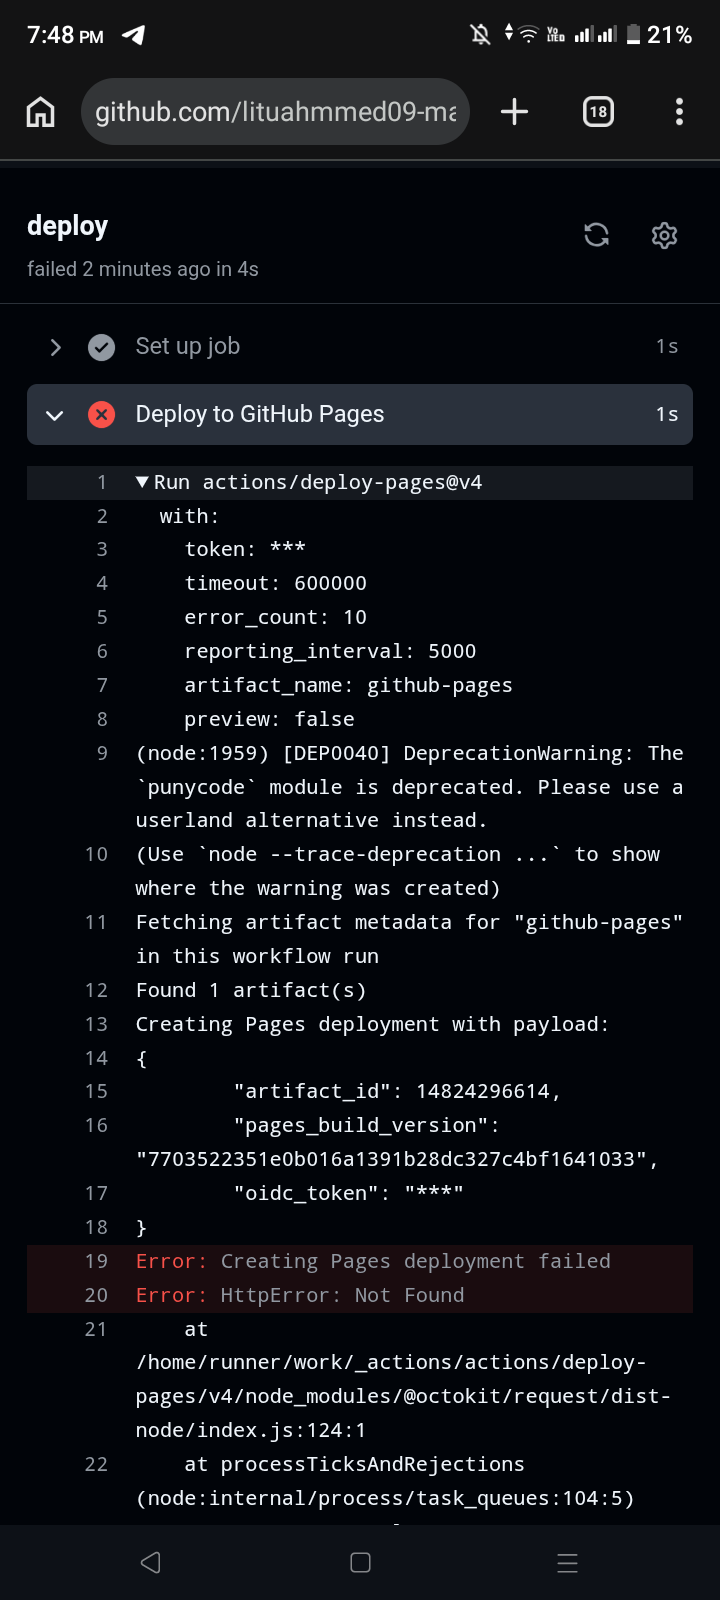 7:48 PM
VO LTE 21%
github.com/lituahmmed09-ma
18
deploy
failed 2 minutes ago in 4s
Set up job 1s
Deploy to GitHub Pages 1s
1 ▼Run actions/deploy-pages@v4
2 with:
3 token: ***
4 timeout: 600000
5 error_count: 10
6 reporting_interval: 5000
7 artifact_name: github-pages
8 preview: false
9 (node:1959) [DEP0040] DeprecationWarning: The
`punycode` module is deprecated. Please use a
userland alternative instead.
10 (Use `node --trace-deprecation ...` to show
where the warning was created)
11 Fetching artifact metadata for "github-pages"
in this workflow run
12 Found 1 artifact(s)
13 Creating Pages deployment with payload:
14 {
15 "artifact_id": 14824296614,
16 "pages_build_version":
"7703522351e0b016a1391b28dc327c4bf1641033",
17 "oidc_token": "***"
18 }
19 Error: Creating Pages deployment failed
20 Error: HttpError: Not Found
21 at
/home/runner/work/_actions/actions/deploy-
pages/v4/node_modules/@octokit/request/dist-
node/index.js:124:1
22 at processTicksAndRejections
(node:internal/process/task_queues:104:5)